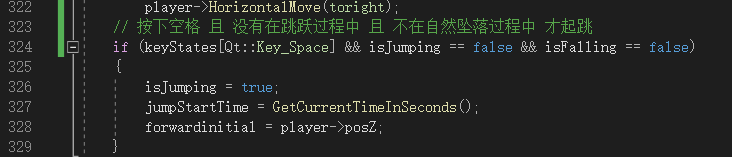 322 player->HorizontalMove(toright);
323 // 按下空格 且 没有在跳跃过程中 且 不在自然坠落过程中 才起跳
324 if (keyStates[Qt::Key_Space] && isJumping == false && isFalling == false)
325 {
326 isJumping = true;
327 jumpStartTime = GetCurrentTimeInSeconds();
328 forwardinitial = player->posZ;
329 }